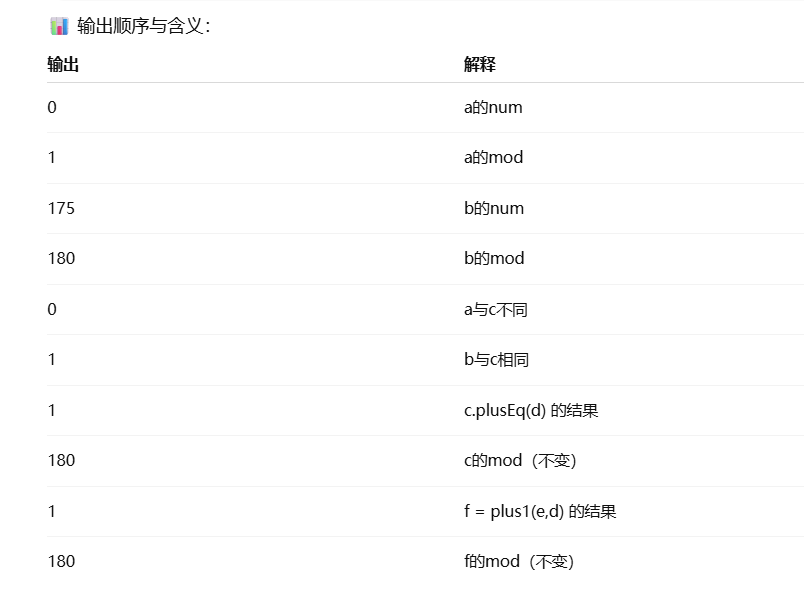 📊 输出顺序与含义：
输出 解释
0 a的num
1 a的mod
175 b的num
180 b的mod
0 a与c不同
1 b与c相同
1 c.plusEq(d) 的结果
180 c的mod（不变）
1 f = plus1(e,d) 的结果
180 f的mod（不变）